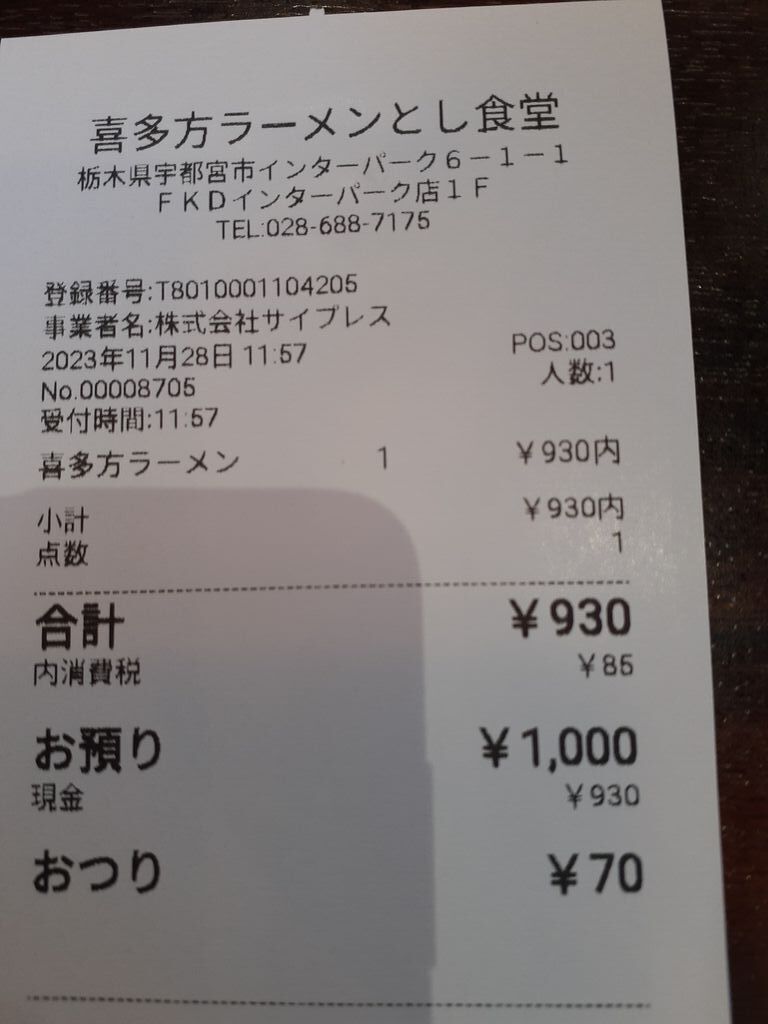 喜多方ラーメンとし食堂
栃木県宇都宮市インターパーク6-1-1
FKDインターパーク店1F
TEL:028-688-7175
登録番号:T8010001104205
事業者名:株式会社サイプレス
2023年11月28日 11:57 POS:003
No.00008705 人数:1
受付時間:11:57
喜多方ラーメン 1 ¥930内
小計 ¥930内
点数 1
合計 ¥930
内消費税 ¥85
お預り ¥1,000
現金 ¥930
おつり ¥70